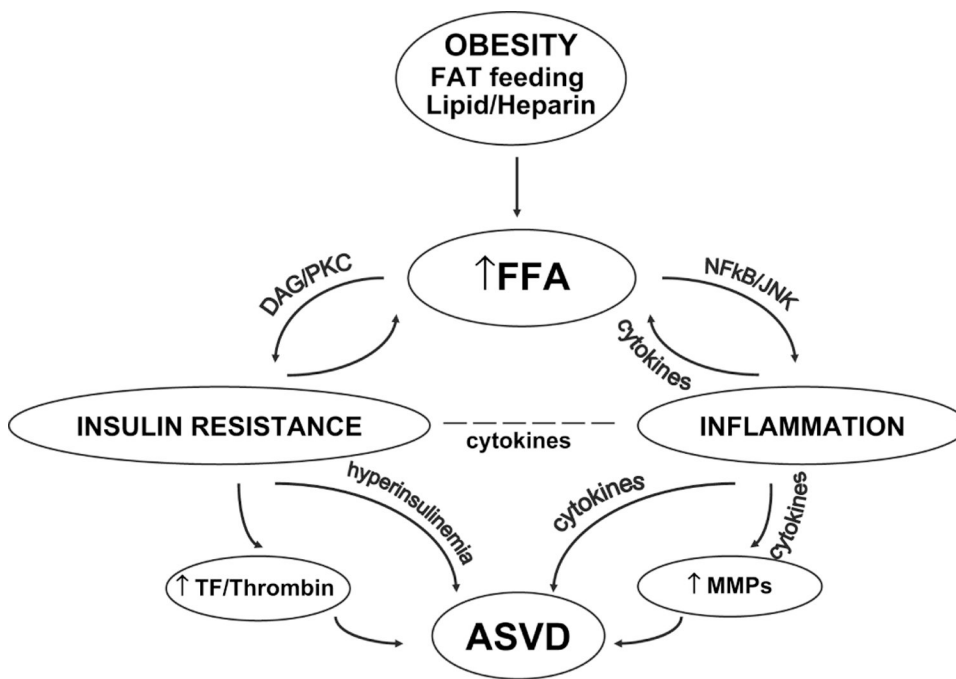 OBESITY
FAT feeding
Lipid/Heparin
DAG/PKC
↑FFA
NFkB/JNK
cytokines
INSULIN RESISTANCE
cytokines
INFLAMMATION
hyperinsulinemia
cytokines
cytokines
↑ TF/Thrombin
↑ MMPs
ASVD